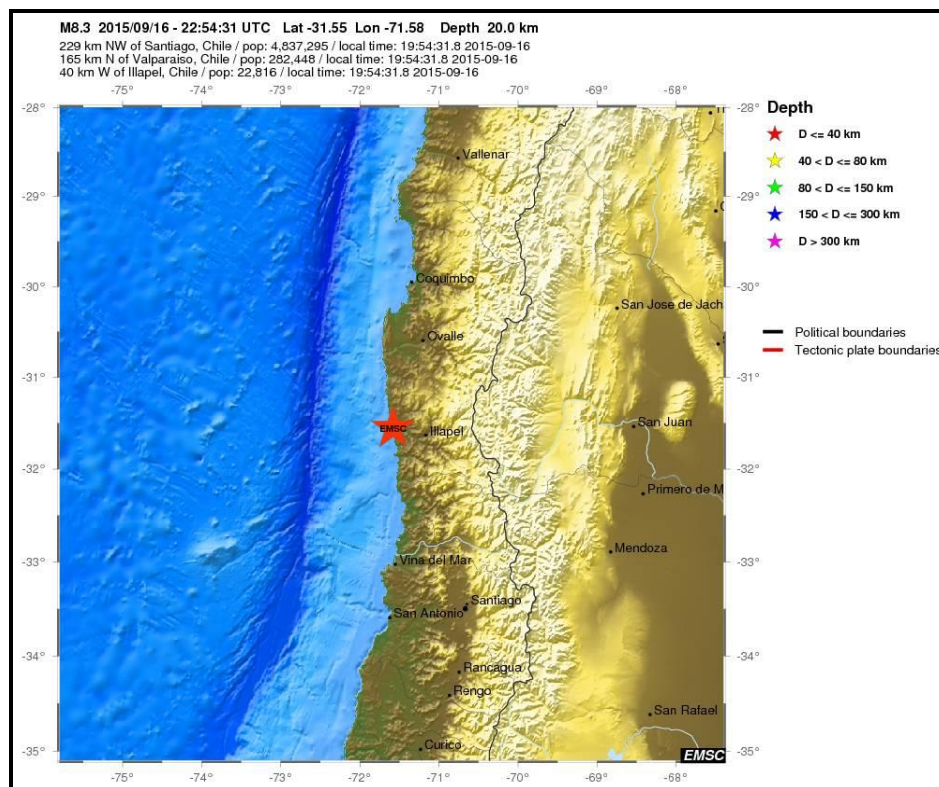 M8.3 2015/09/16 - 22:54:31 UTC Lat -31.55 Lon -71.58 Depth 20.0 km
229 km NW of Santiago, Chile / pop: 4,837,295 / local time: 19:54:31.8 2015-09-16
165 km N of Valparaiso, Chile / pop: 282,448 / local time: 19:54:31.8 2015-09-16
40 km W of Illapel, Chile / pop: 22,816 / local time: 19:54:31.8 2015-09-16
-75° -74° -73° -72° -71° -70° -69° -68°
-28° -28°
Depth
D <= 40 km
40 < D <= 80 km
80 < D <= 150 km
150 < D <= 300 km
D > 300 km
Vallenar
-29° -29°
-30° -30°
Coquimbo
San Jose de Jach
Ovalle
Political boundaries
Tectonic plate boundaries
-31° -31°
EMSC
Illapel
San Juan
-32° -32°
Primero de M
Mendoza
-33° -33°
Vina del Mar
Santiago
San Antonio
-34° -34°
Rancagua
Rengo
San Rafael
Curico
-35° -35°
EMSC
-75° -74° -73° -72° -71° -70° -69° -68°